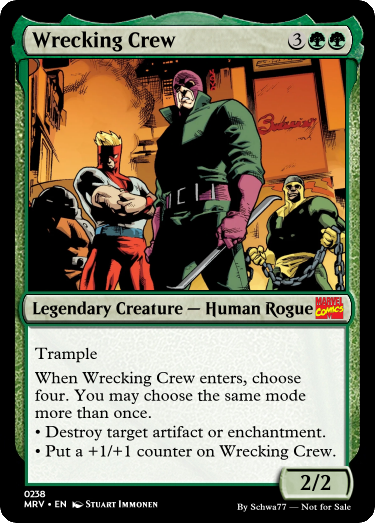 Wrecking Crew 3
Legendary Creature — Human Rogue
MARVEL
COMICS
Trample
When Wrecking Crew enters, choose
four. You may choose the same mode
more than once.
• Destroy target artifact or enchantment.
• Put a +1/+1 counter on Wrecking Crew.
2/2
0238
MRV • EN Stuart Immonen
By Schwa77 — Not for Sale